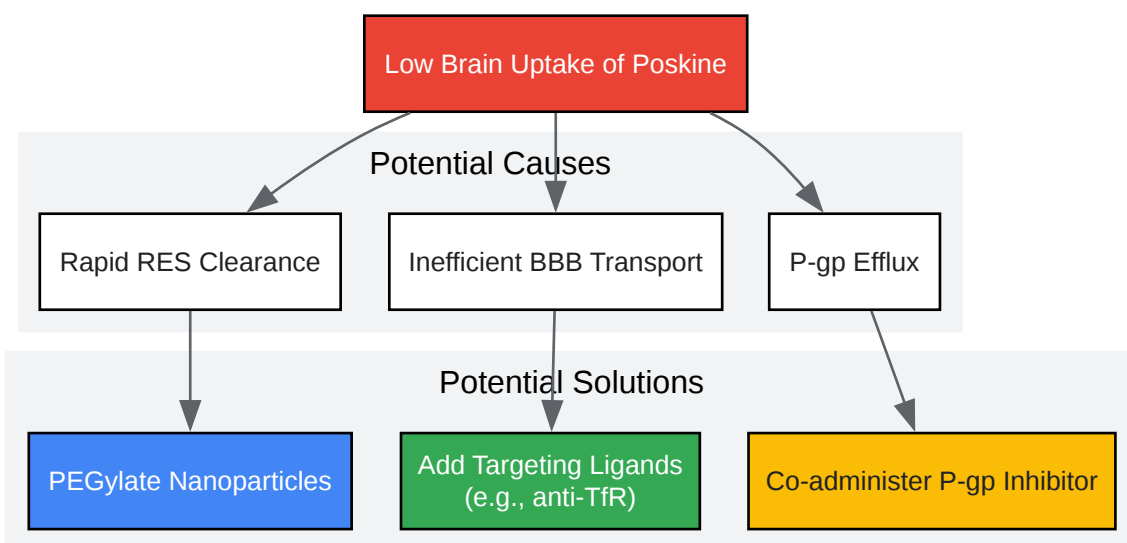 Low Brain Uptake of Poskine
Potential Causes
Rapid RES Clearance
Inefficient BBB Transport
P-gp Efflux
Potential Solutions
PEGylate Nanoparticles
Add Targeting Ligands
(e.g., anti-TfR)
Co-administer P-gp Inhibitor